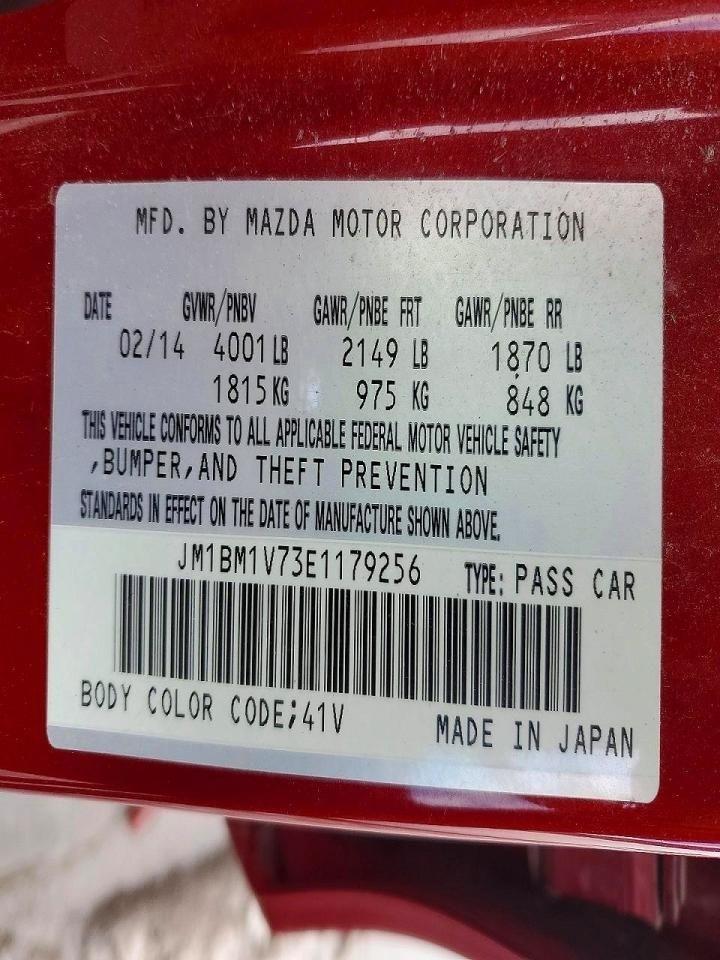 MFD. BY MAZDA MOTOR CORPORATION
DATE GVWR/PNBV GAWR/PNBE FRT GAWR/PNBE RR
02/14 4001 LB 2149 LB 1870 LB
1815 KG 975 KG 848 KG
THIS VEHICLE CONFORMS TO ALL APPLICABLE FEDERAL MOTOR VEHICLE SAFETY
,BUMPER,AND THEFT PREVENTION
STANDARDS IN EFFECT ON THE DATE OF MANUFACTURE SHOWN ABOVE.
JM1BM1V73E1179256 TYPE: PASS CAR
BODY COLOR CODE;41V MADE IN JAPAN